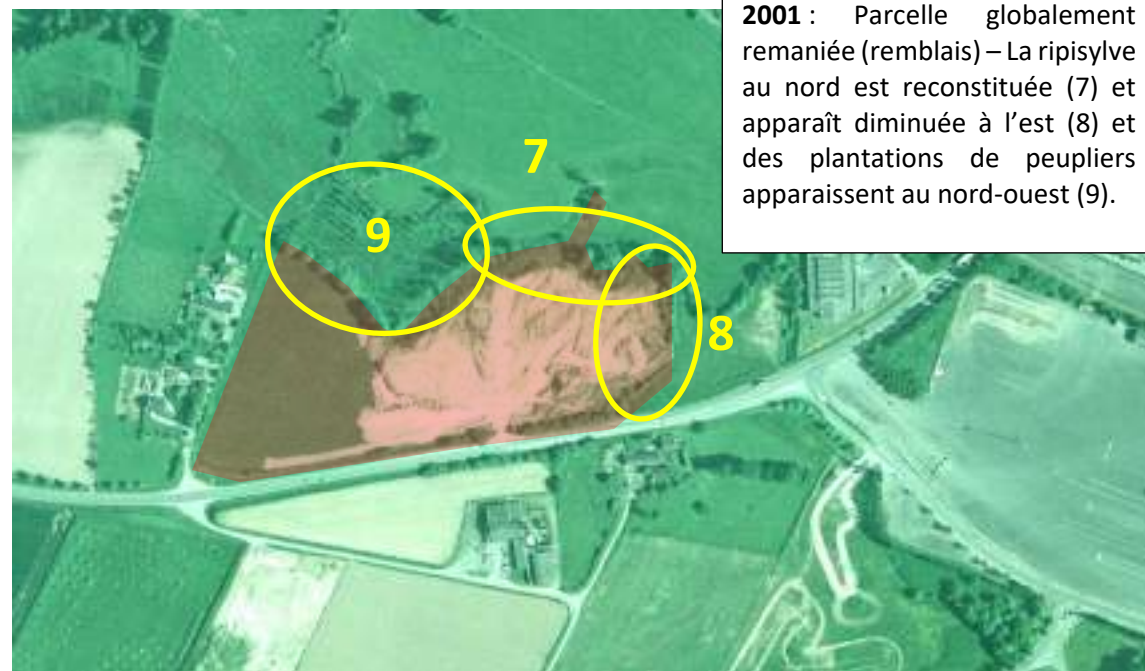 2001 : Parcelle globalement
remaniée (remblais) – La ripisylve
au nord est reconstituée (7) et
apparaît diminuée à l’est (8) et
des plantations de peupliers
apparaissent au nord-ouest (9).
7
9
8